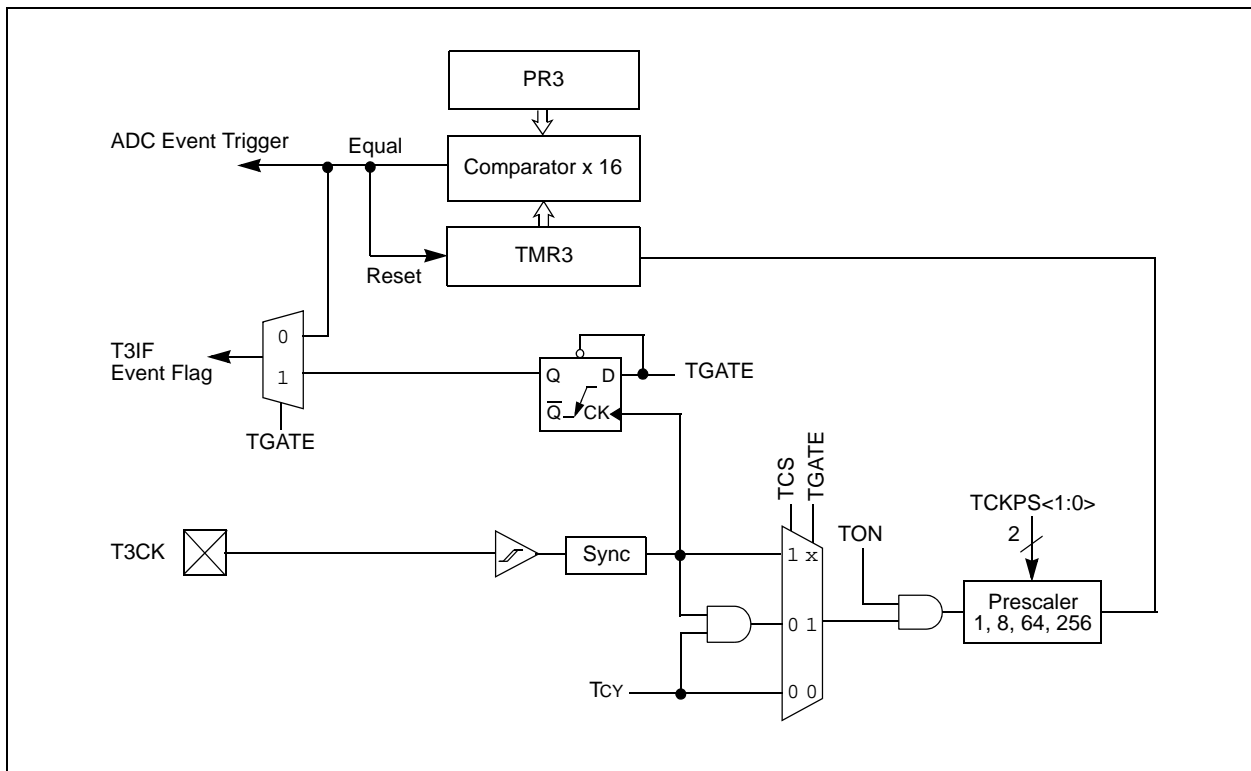 PR3
ADC Event Trigger
Equal
Comparator x 16
TMR3
Reset
0
T3IF
Event Flag
1
TGATE
Q
D
TGATE
Q
CK
TCS
TGATE
TCKPS<1:0>
2
T3CK
Sync
1 x
TON
Prescaler
1, 8, 64, 256
0 1
TCY
0 0